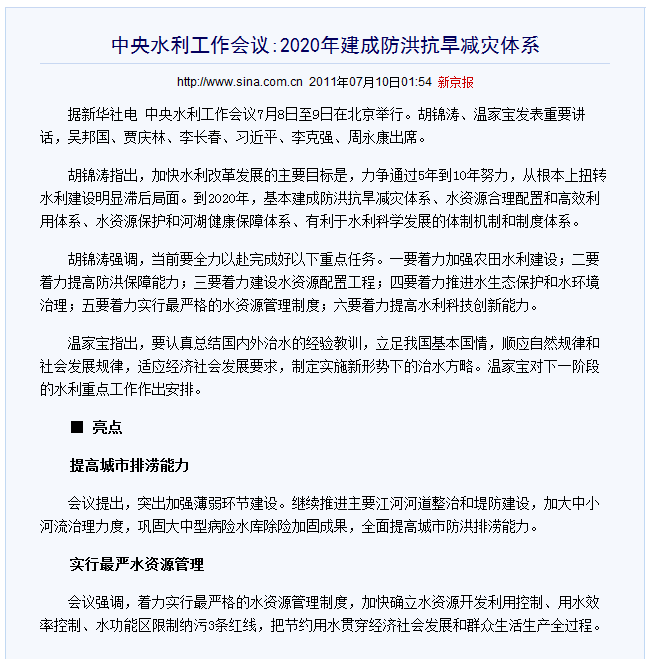 中央水利工作会议:2020年建成防洪抗旱减灾体系
http://www.sina.com.cn 2011年07月10日01:54 新京报
据新华社电 中央水利工作会议7月8日至9日在北京举行。胡锦涛、温家宝发表重要讲
话，吴邦国、贾庆林、李长春、习近平、李克强、周永康出席。
胡锦涛指出，加快水利改革发展的主要目标是，力争通过5年到10年努力，从根本上扭转
水利建设明显滞后局面。到2020年，基本建成防洪抗旱减灾体系、水资源合理配置和高效利
用体系、水资源保护和河湖健康保障体系、有利于水利科学发展的体制机制和制度体系。
胡锦涛强调，当前要全力以赴完成好以下重点任务。一要着力加强农田水利建设；二要
着力提高防洪保障能力；三要着力建设水资源配置工程；四要着力推进水生态保护和水环境
治理；五要着力实行最严格的水资源管理制度；六要着力提高水利科技创新能力。
温家宝指出，要认真总结国内外治水的经验教训，立足我国基本国情，顺应自然规律和
社会发展规律，适应经济社会发展要求，制定实施新形势下的治水方略。温家宝对下一阶段
的水利重点工作作出安排。
■ 亮点
提高城市排涝能力
会议提出，突出加强薄弱环节建设。继续推进主要江河河道整治和堤防建设，加大中小
河流治理力度，巩固大中型病险水库除险加固成果，全面提高城市防洪排涝能力。
实行最严水资源管理
会议强调，着力实行最严格的水资源管理制度，加快确立水资源开发利用控制、用水效
率控制、水功能区限制纳污3条红线，把节约用水贯穿经济社会发展和群众生活生产全过程。